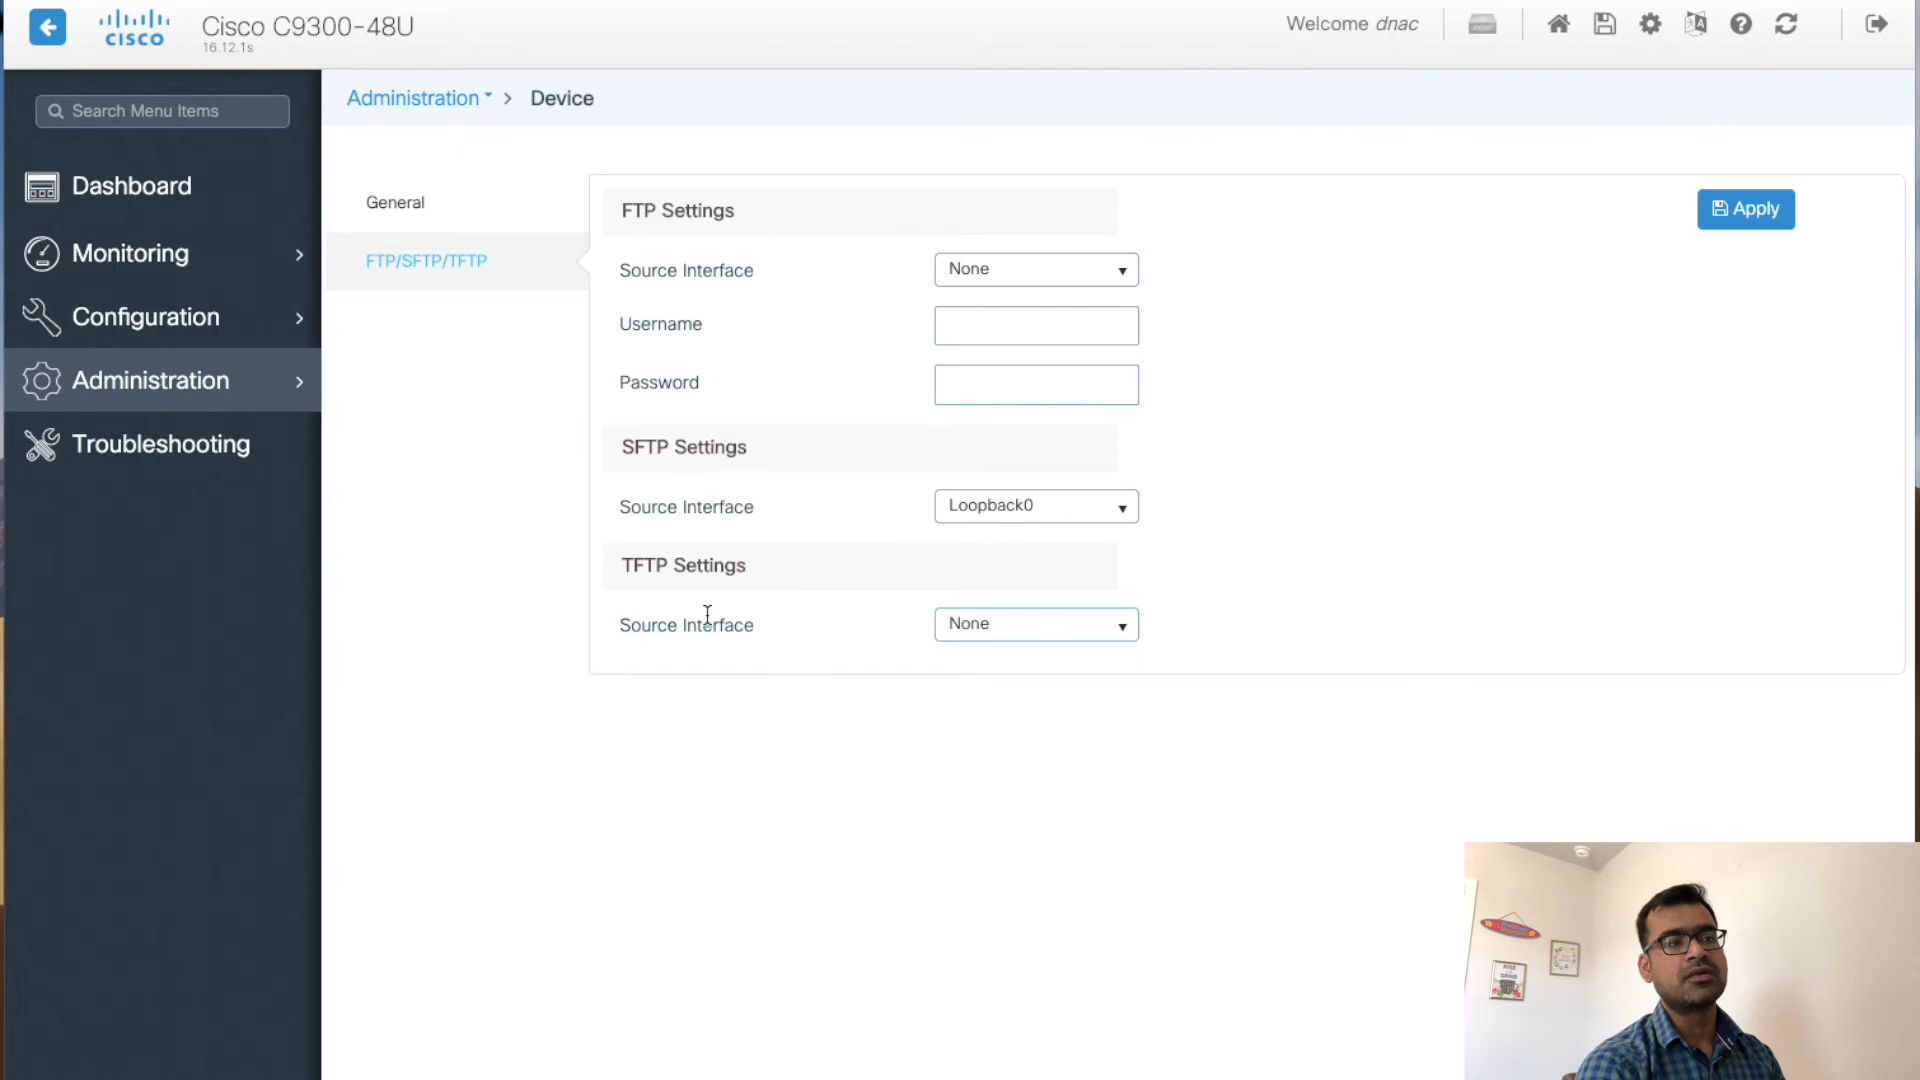 CISCO
Cisco C9300-48U
16.12.1s
Welcome dnac
Search Menu Items
Dashboard
Monitoring
Configuration
Administration
Troubleshooting
Administration > Device
General
FTP/SFTP/TFTP
FTP Settings
Apply
Source Interface None
Username
Password
SFTP Settings
Source Interface Loopback0
TFTP Settings
Source Interface None